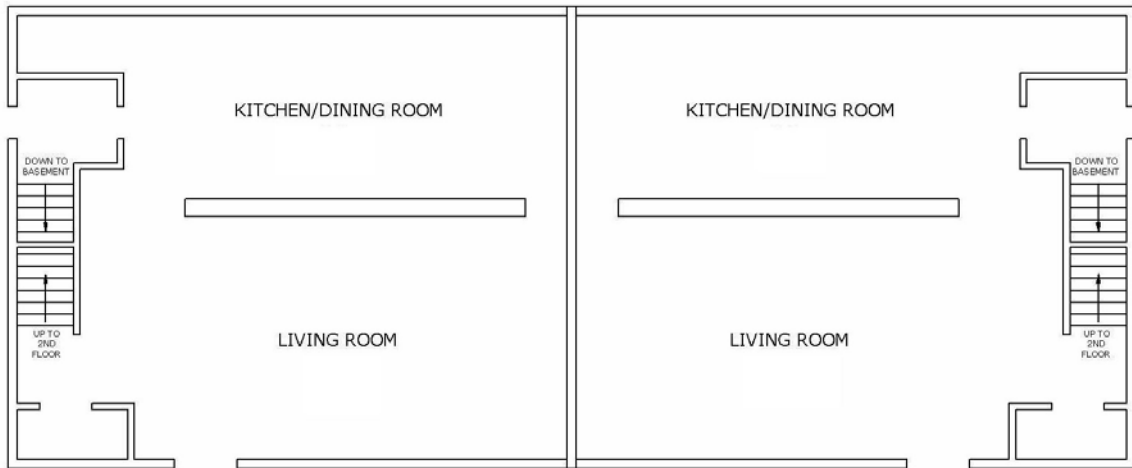 KITCHEN/DINING ROOM
KITCHEN/DINING ROOM
DOWN TO
BASEMENT
DOWN TO
BASEMENT
LIVING ROOM
LIVING ROOM
UP TO
2ND
FLOOR
UP TO
2ND
FLOOR